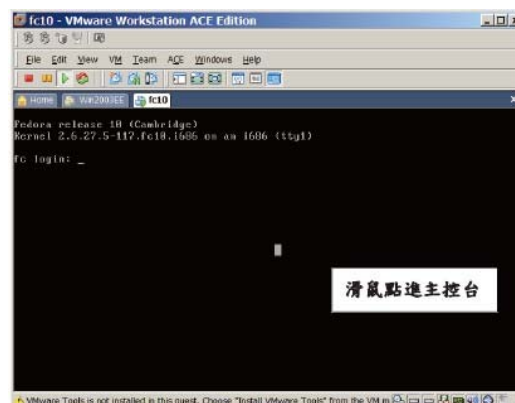 fc10 - VMware Workstation ACE Edition
File Edit View VM Team ACE Windows Help
Home Win2003EE fc10
Fedora release 10 (Cambridge)
Kernel 2.6.27.5-117.fc10.i686 on an i686 (tty1)
fc login: _
滑鼠點進主控台
VMware Tools is not installed in this guest. Choose "Install VMware Tools" from the VM m